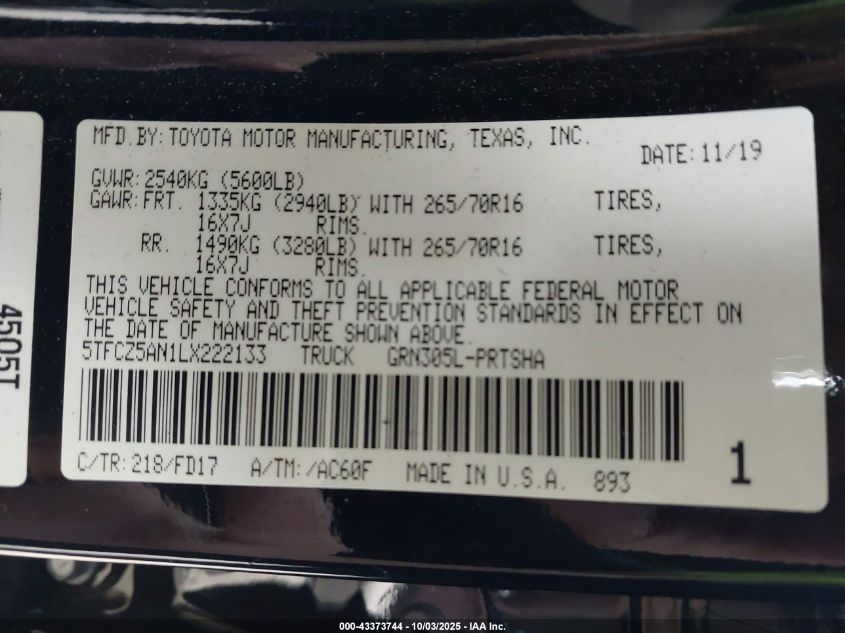 MFD.BY: TOYOTA MOTOR MANUFACTURING, TEXAS, INC.
DATE: 11/19
GVWR: 2540KG (5600LB)
GAWR: FRT. 1335KG (2940LB) WITH 265/70R16 TIRES,
16X7J RIMS.
RR. 1490KG (3280LB) WITH 265/70R16 TIRES,
16X7J RIMS.
THIS VEHICLE CONFORMS TO ALL APPLICABLE FEDERAL MOTOR
VEHICLE SAFETY AND THEFT PREVENTION STANDARDS IN EFFECT ON
THE DATE OF MANUFACTURE SHOWN ABOVE.
5TFCZ5AN1LX222133 TRUCK GRN305L-PRTSHA
C/TR: 218/FD17 A/TM: /AC60F MADE IN U.S.A. 893
1
4505T
000-43373744 - 10/03/2025 - IAA Inc.